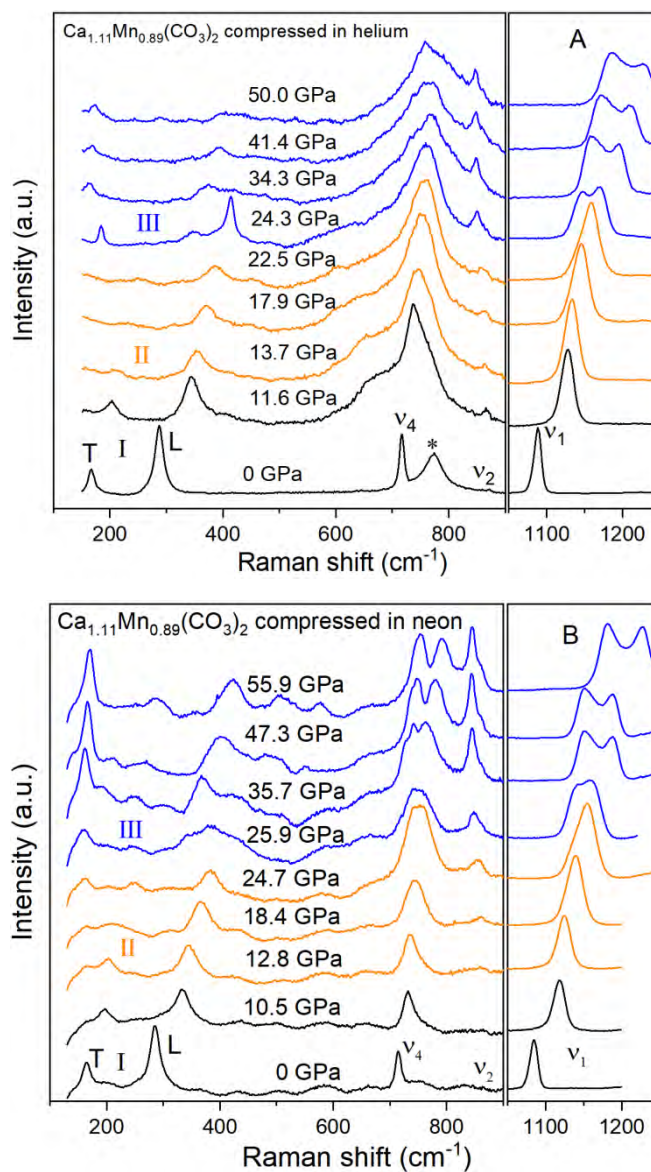 Ca1.11Mn0.89(CO3)2 compressed in helium
A
50.0 GPa
41.4 GPa
34.3 GPa
24.3 GPa
III
22.5 GPa
17.9 GPa
13.7 GPa
II
11.6 GPa
T I L
0 GPa
ν4 * ν2 ν1
Intensity (a.u.)
200 400 600 800 1100 1200
Raman shift (cm-1)
Ca1.11Mn0.89(CO3)2 compressed in neon
B
55.9 GPa
47.3 GPa
35.7 GPa
25.9 GPa
III
24.7 GPa
18.4 GPa
II
12.8 GPa
10.5 GPa
T I L
0 GPa
ν4 ν2 ν1
Intensity (a.u.)
200 400 600 800 1100 1200
Raman shift (cm-1)